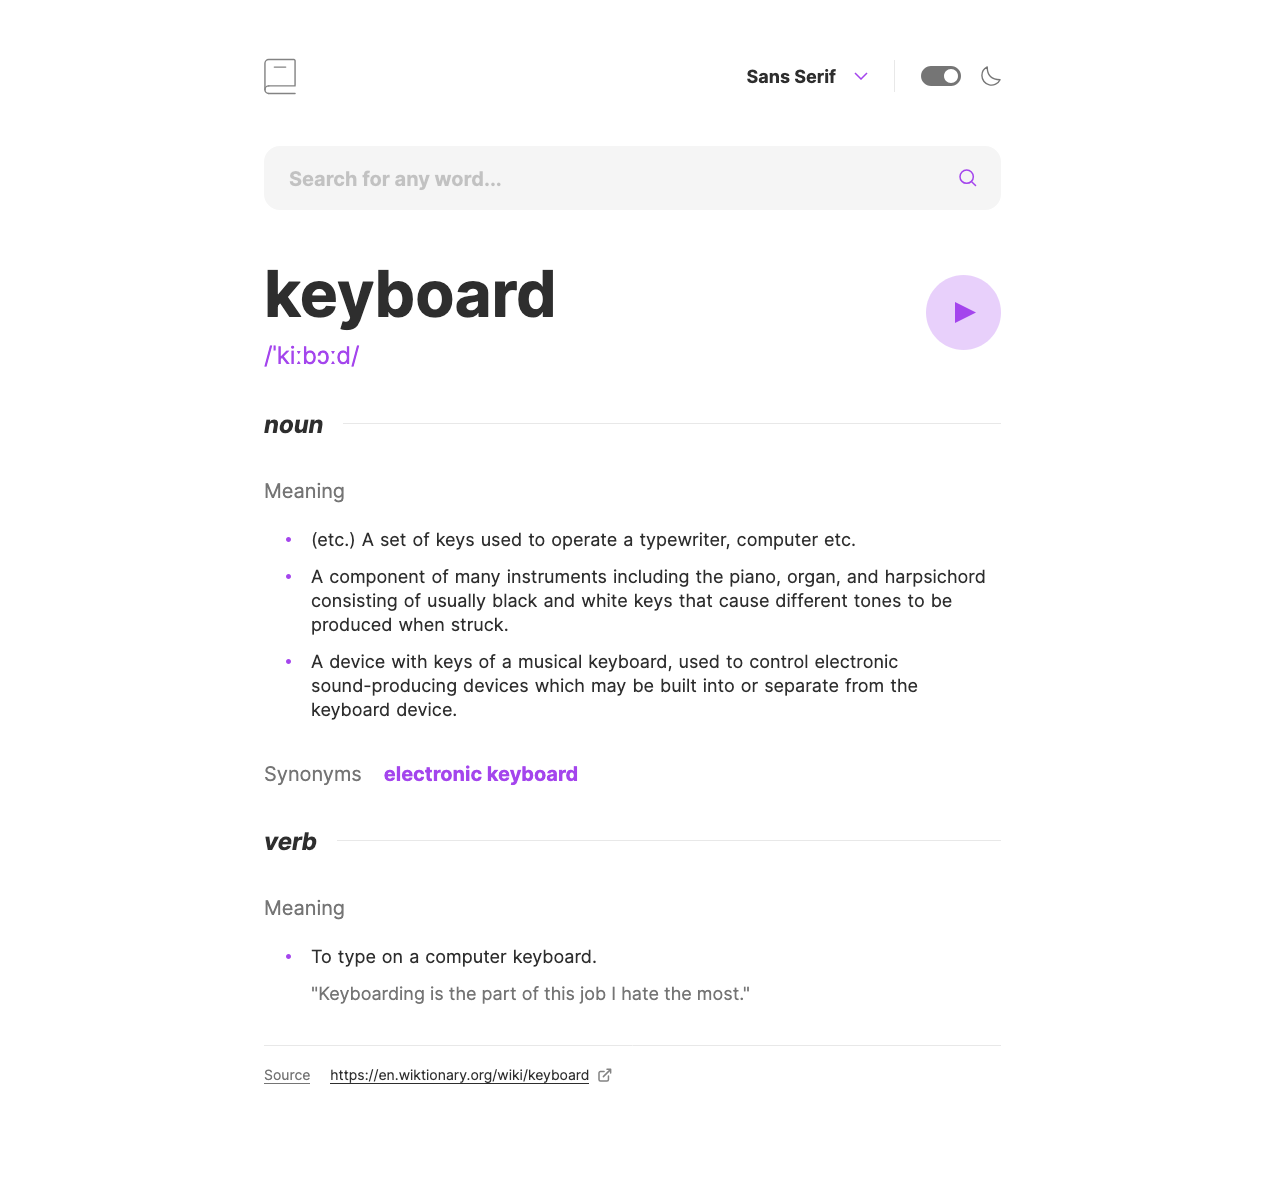 Sans Serif
Search for any word...
keyboard
/ˈkiːbɔːd/
noun
Meaning
• (etc.) A set of keys used to operate a typewriter, computer etc.
• A component of many instruments including the piano, organ, and harpsichord
consisting of usually black and white keys that cause different tones to be
produced when struck.
• A device with keys of a musical keyboard, used to control electronic
sound-producing devices which may be built into or separate from the
keyboard device.
Synonyms electronic keyboard
verb
Meaning
• To type on a computer keyboard.
"Keyboarding is the part of this job I hate the most."
Source https://en.wiktionary.org/wiki/keyboard